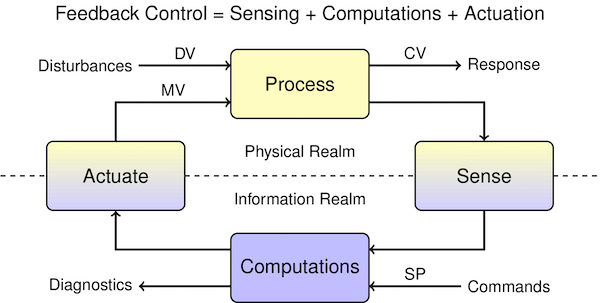 Feedback Control = Sensing + Computations + Actuation
Disturbances
DV
CV
Response
Process
MV
Physical Realm
Actuate
Sense
Information Realm
Computations
Diagnostics
SP
Commands